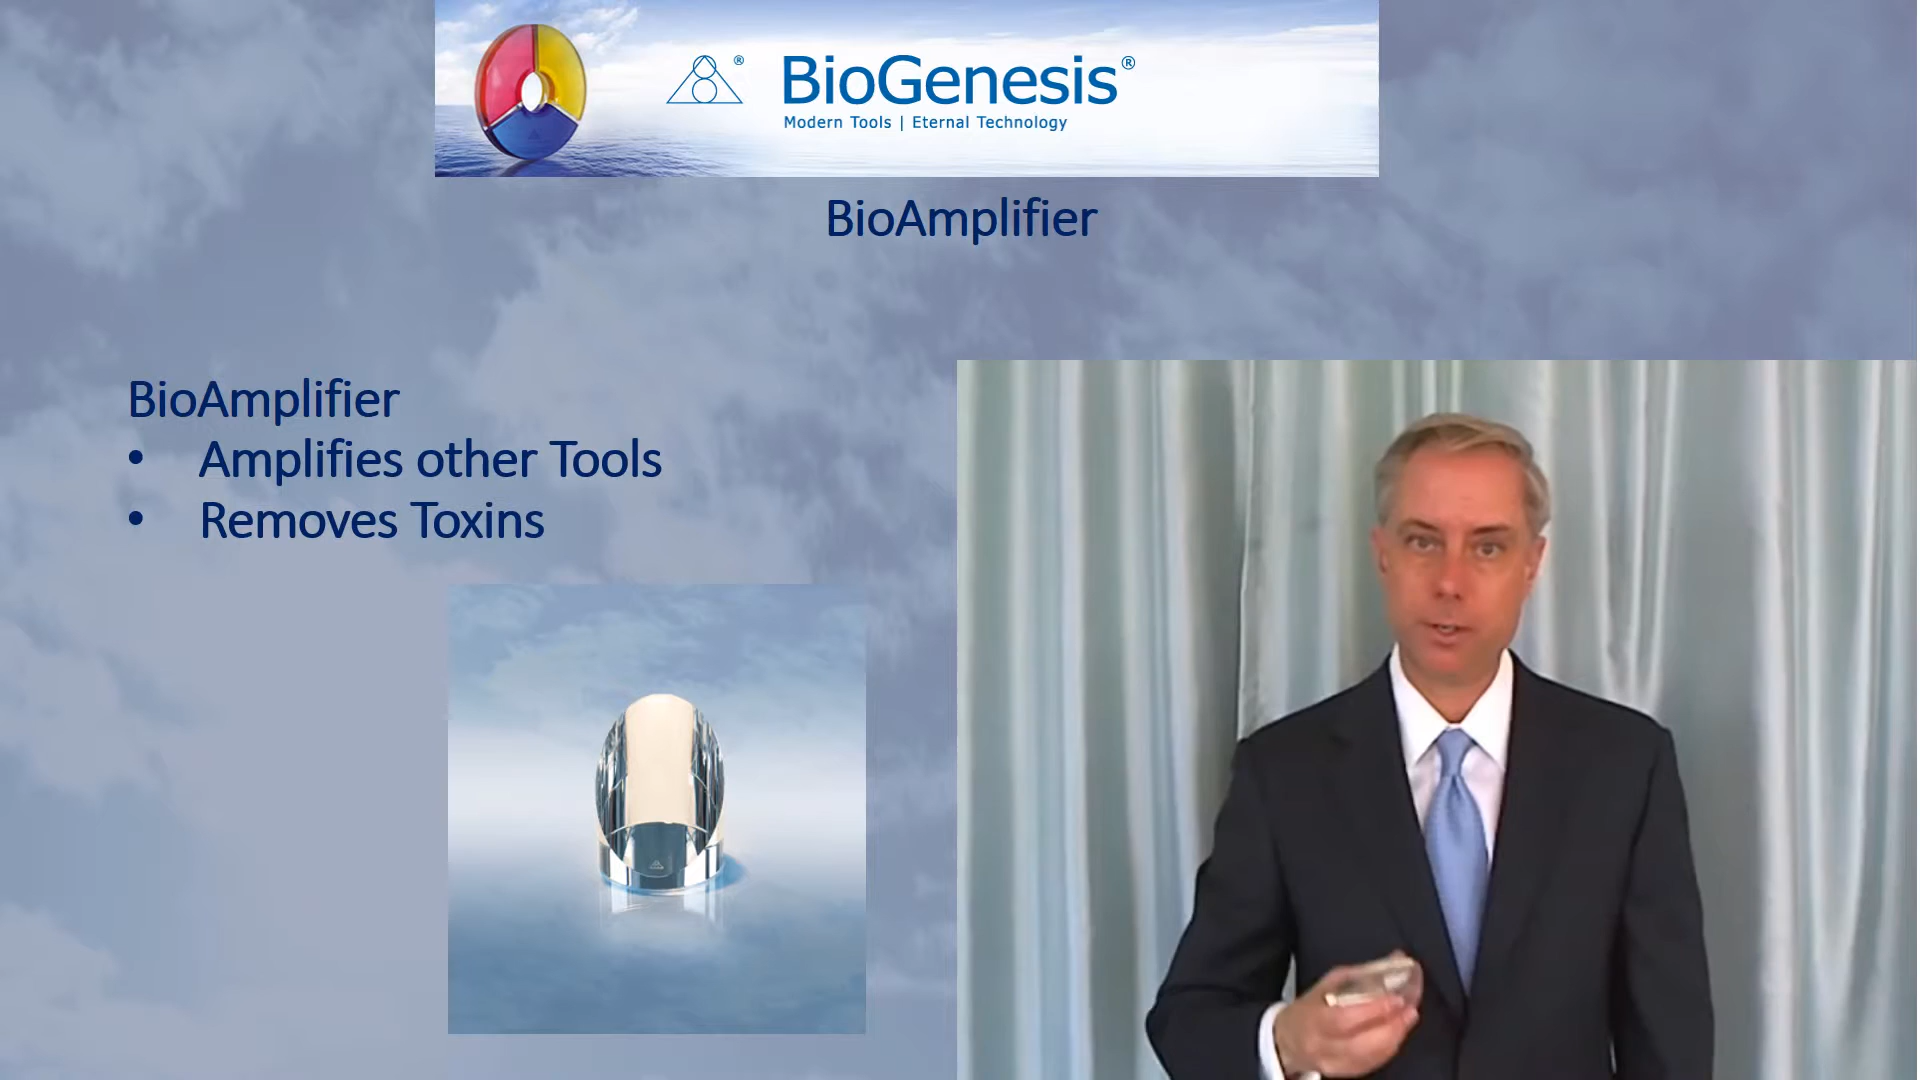 BioGenesis®
®
Modern Tools | Eternal Technology
BioAmplifier
BioAmplifier
• Amplifies other Tools
• Removes Toxins